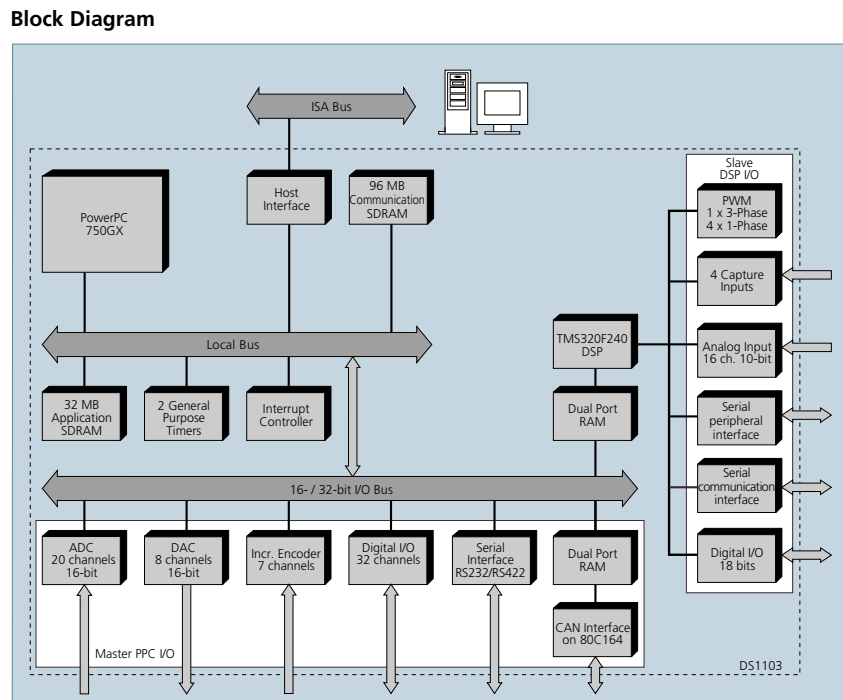 Block Diagram
ISA Bus
PowerPC
750GX
Host
Interface
96 MB
Communication
SDRAM
Slave
DSP I/O
PWM
1 x 3-Phase
4 x 1-Phase
4 Capture
Inputs
Local Bus
TMS320F240
DSP
Analog Input
16 ch. 10-bit
32 MB
Application
SDRAM
2 General
Purpose
Timers
Interrupt
Controller
Dual Port
RAM
Serial
peripheral
interface
16- / 32-bit I/O Bus
Serial
communication
interface
ADC
20 channels
16-bit
DAC
8 channels
16-bit
Incr. Encoder
7 channels
Digital I/O
32 channels
Serial
Interface
RS232/RS422
Dual Port
RAM
Digital I/O
18 bits
CAN Interface
on 80C164
Master PPC I/O
DS1103